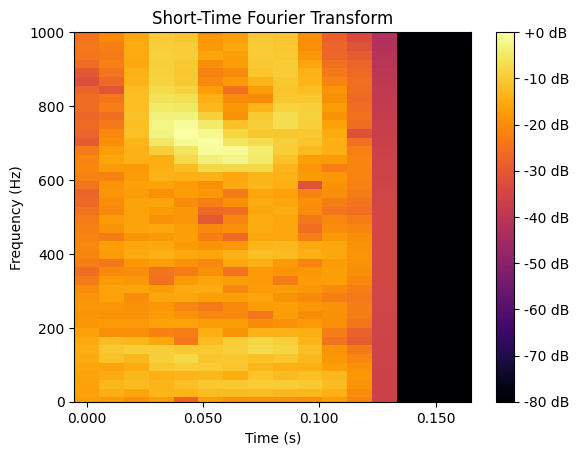 Short-Time Fourier Transform
1000
800
600
400
200
0
Frequency (Hz)
0.000
0.050
0.100
0.150
Time (s)
+0 dB
-10 dB
-20 dB
-30 dB
-40 dB
-50 dB
-60 dB
-70 dB
-80 dB